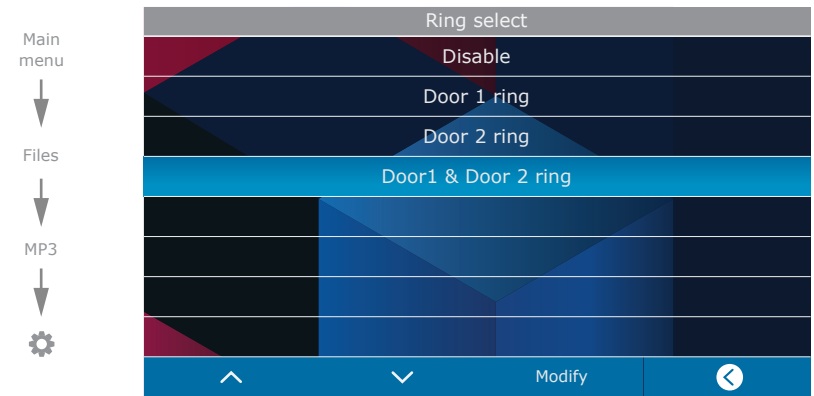 Main
menu
Files
MP3
Ring select
Disable
Door 1 ring
Door 2 ring
Door1 & Door 2 ring
Modify